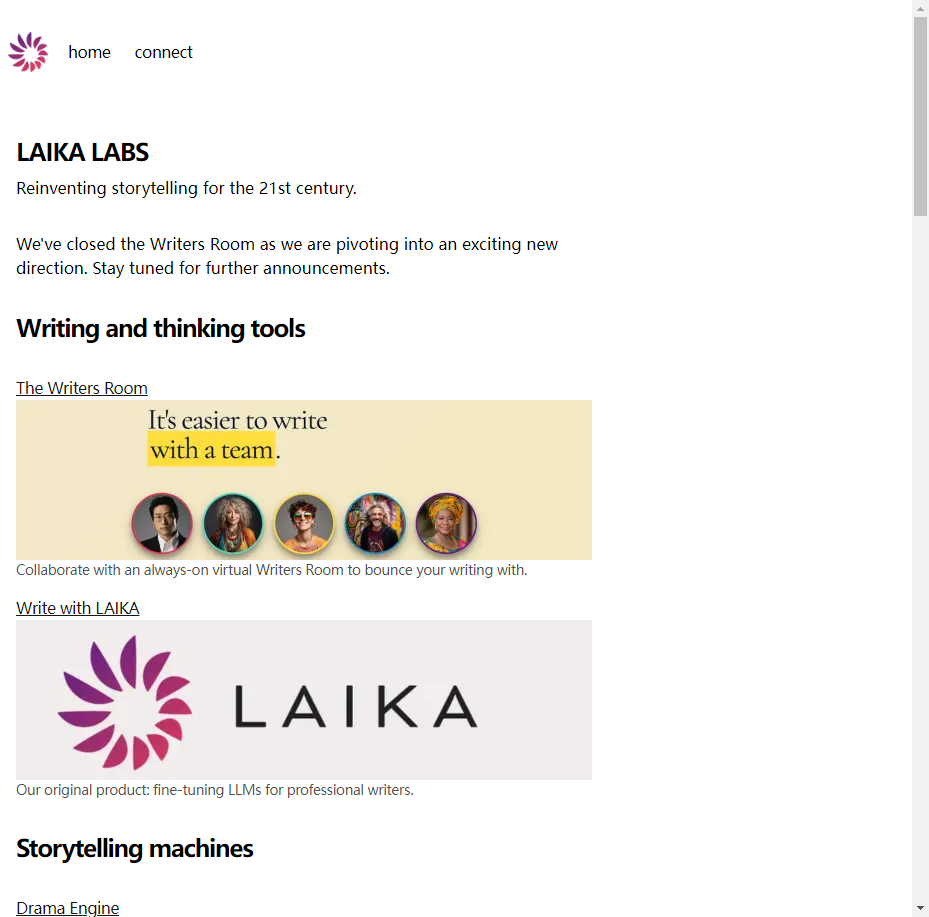 home connect
LAIKA LABS
Reinventing storytelling for the 21st century.
We've closed the Writers Room as we are pivoting into an exciting new
direction. Stay tuned for further announcements.
Writing and thinking tools
The Writers Room
It's easier to write
with a team.
Collaborate with an always-on virtual Writers Room to bounce your writing with.
Write with LAIKA
LAIKA
Our original product: fine-tuning LLMs for professional writers.
Storytelling machines
Drama Engine